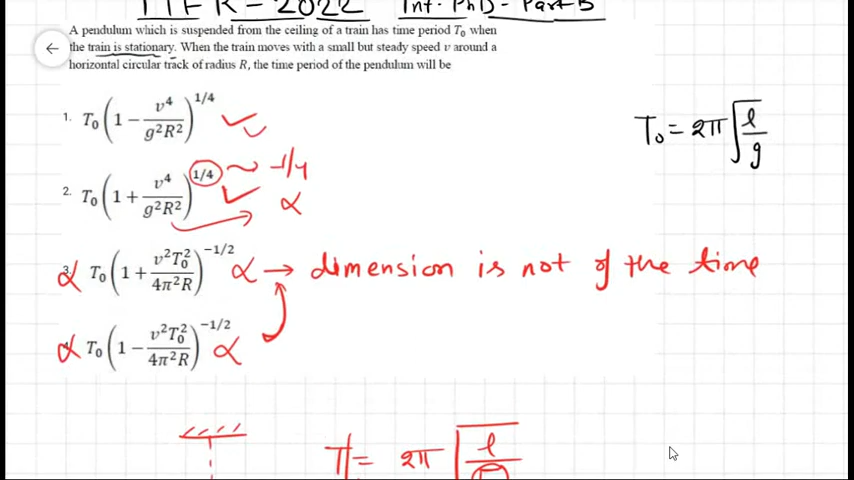 TIFR - 2022 Int. PhD - Part B
A pendulum which is suspended from the ceiling of a train has time period T₀ when
the train is stationary. When the train moves with a small but steady speed v around a
horizontal circular track of radius R, the time period of the pendulum will be
1. T₀(1 − v⁴/g²R²)^1/4
T₀ = 2π√(l/g)
2. T₀(1 + v⁴/g²R²)^1/4 ~ -1/4
α
3. T₀(1 + v²T₀²/4π²R)^−1/2 α → dimension is not of the time
T₀(1 − v²T₀²/4π²R)^−1/2 α
T = 2π√l